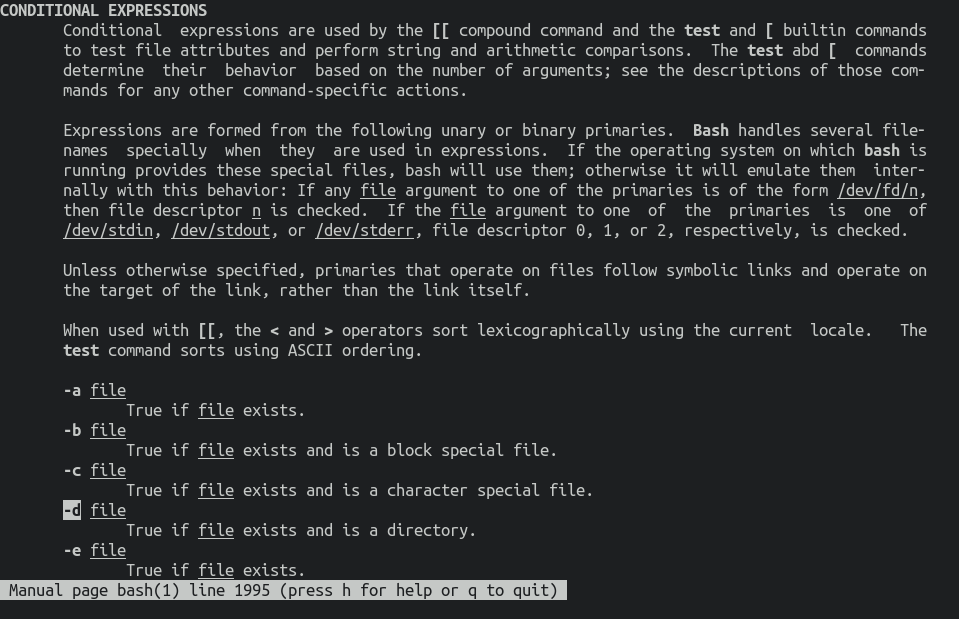 CONDITIONAL EXPRESSIONS
Conditional expressions are used by the [[ compound command and the test and [ builtin commands
to test file attributes and perform string and arithmetic comparisons. The test abd [ commands
determine their behavior based on the number of arguments; see the descriptions of those com-
mands for any other command-specific actions.
Expressions are formed from the following unary or binary primaries. Bash handles several file-
names specially when they are used in expressions. If the operating system on which bash is
running provides these special files, bash will use them; otherwise it will emulate them inter-
nally with this behavior: If any file argument to one of the primaries is of the form /dev/fd/n,
then file descriptor n is checked. If the file argument to one of the primaries is one of
/dev/stdin, /dev/stdout, or /dev/stderr, file descriptor 0, 1, or 2, respectively, is checked.
Unless otherwise specified, primaries that operate on files follow symbolic links and operate on
the target of the link, rather than the link itself.
When used with [[, the < and > operators sort lexicographically using the current locale. The
test command sorts using ASCII ordering.
-a file
True if file exists.
-b file
True if file exists and is a block special file.
-c file
True if file exists and is a character special file.
-d file
True if file exists and is a directory.
-e file
True if file exists.
Manual page bash(1) line 1995 (press h for help or q to quit)